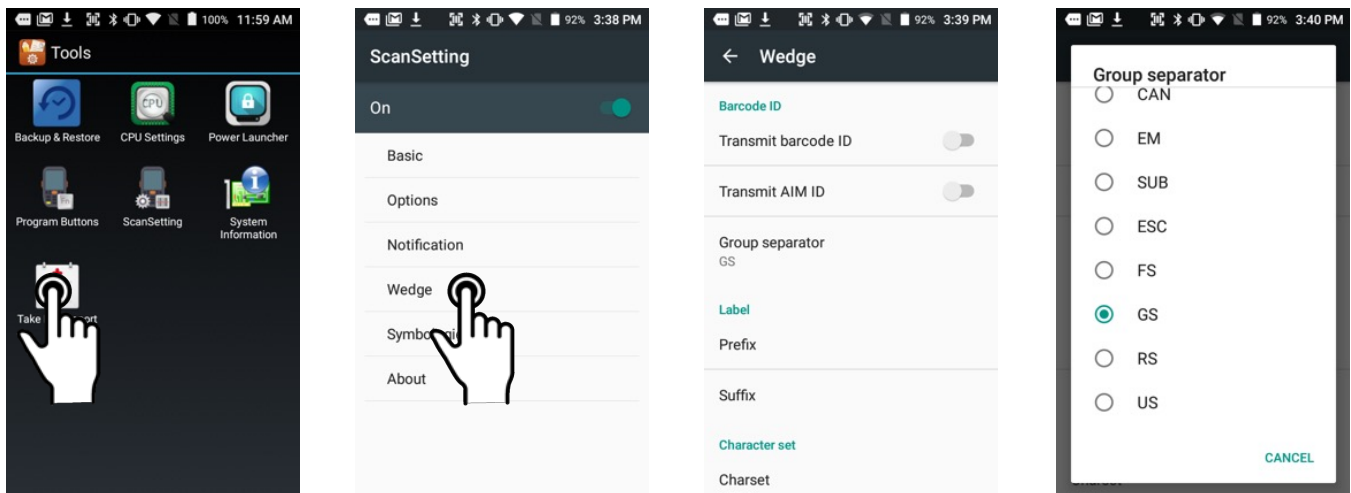 100% 11:59 AM
Tools
Backup & Restore
CPU
CPU Settings
Power Launcher
Program Buttons
Fn
ScanSetting
System
Information
Take
92% 3:38 PM
ScanSetting
On
Basic
Options
Notification
Wedge
About
92% 3:39 PM
Wedge
Barcode ID
Transmit barcode ID
Transmit AIM ID
Group separator
GS
Label
Prefix
Suffix
Character set
Charset
92% 3:40 PM
Group separator
CAN
EM
SUB
ESC
FS
GS
RS
US
CANCEL